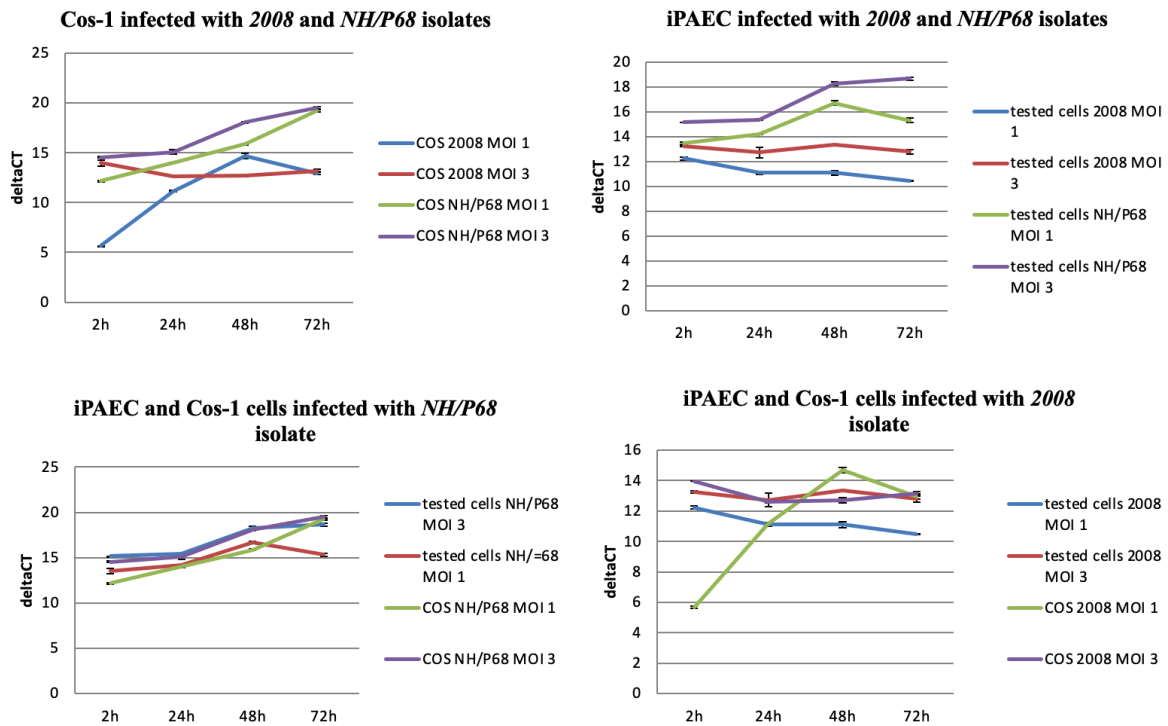 Cos-1 infected with 2008 and NH/P68 isolates
25
20
15
10
5
0
deltaCT
2h 24h 48h 72h
COS 2008 MOI 1
COS 2008 MOI 3
COS NH/P68 MOI 1
COS NH/P68 MOI 3
iPAEC infected with 2008 and NH/P68 isolates
20
18
16
14
12
10
8
6
4
2
0
deltaCT
2h 24h 48h 72h
tested cells 2008 MOI
1
tested cells 2008 MOI
3
tested cells NH/P68
MOI 1
tested cells NH/P68
MOI 3
iPAEC and Cos-1 cells infected with NH/P68
isolate
25
20
15
10
5
0
deltaCT
2h 24h 48h 72h
tested cells NH/P68
MOI 3
tested cells NH/=68
MOI 1
COS NH/P68 MOI 1
COS NH/P68 MOI 3
iPAEC and Cos-1 cells infected with 2008
isolate
16
14
12
10
8
6
4
2
0
deltaCT
2h 24h 48h 72h
tested cells 2008
MOI 1
tested cells 2008
MOI 3
COS 2008 MOI 1
COS 2008 MOI 3